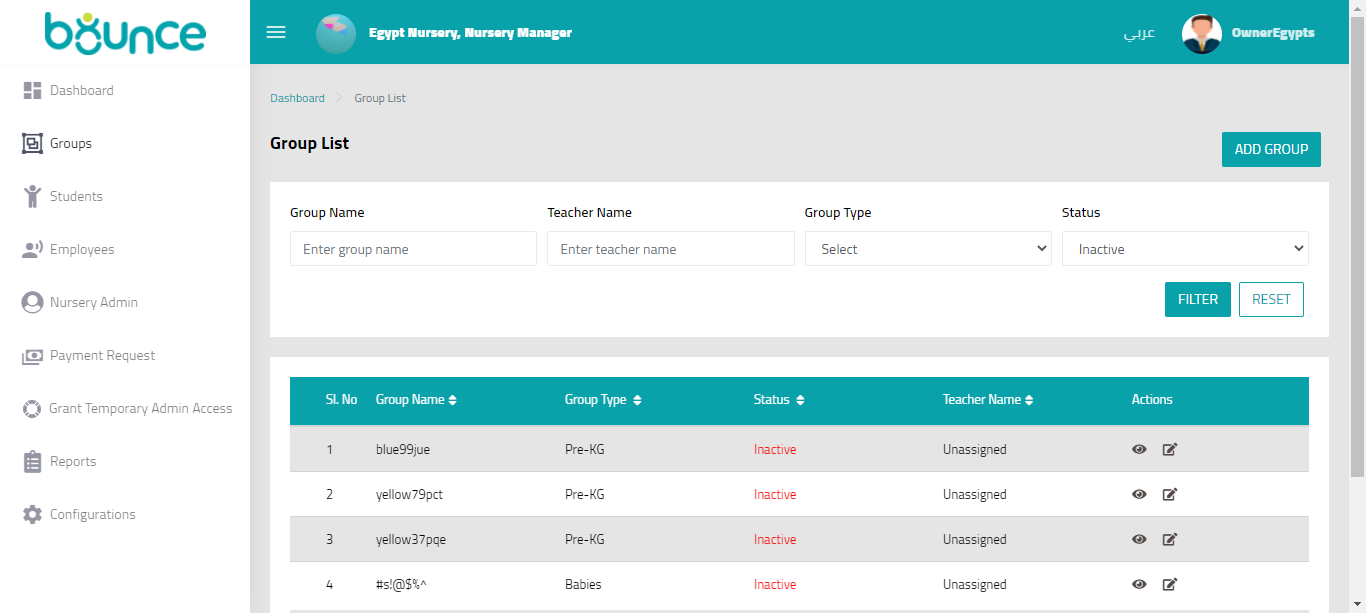 bounce
Egypt Nursery, Nursery Manager
عربي
OwnerEgypts
Dashboard
Groups
Students
Employees
Nursery Admin
Payment Request
Grant Temporary Admin Access
Reports
Configurations
Dashboard Group List
Group List
ADD GROUP
Group Name Teacher Name Group Type Status
Enter group name Enter teacher name Select Inactive
FILTER RESET
Sl. No Group Name Group Type Status Teacher Name Actions
1 blue99jue Pre-KG Inactive Unassigned
2 yellow79pct Pre-KG Inactive Unassigned
3 yellow37pqe Pre-KG Inactive Unassigned
4 #s!@$%^ Babies Inactive Unassigned